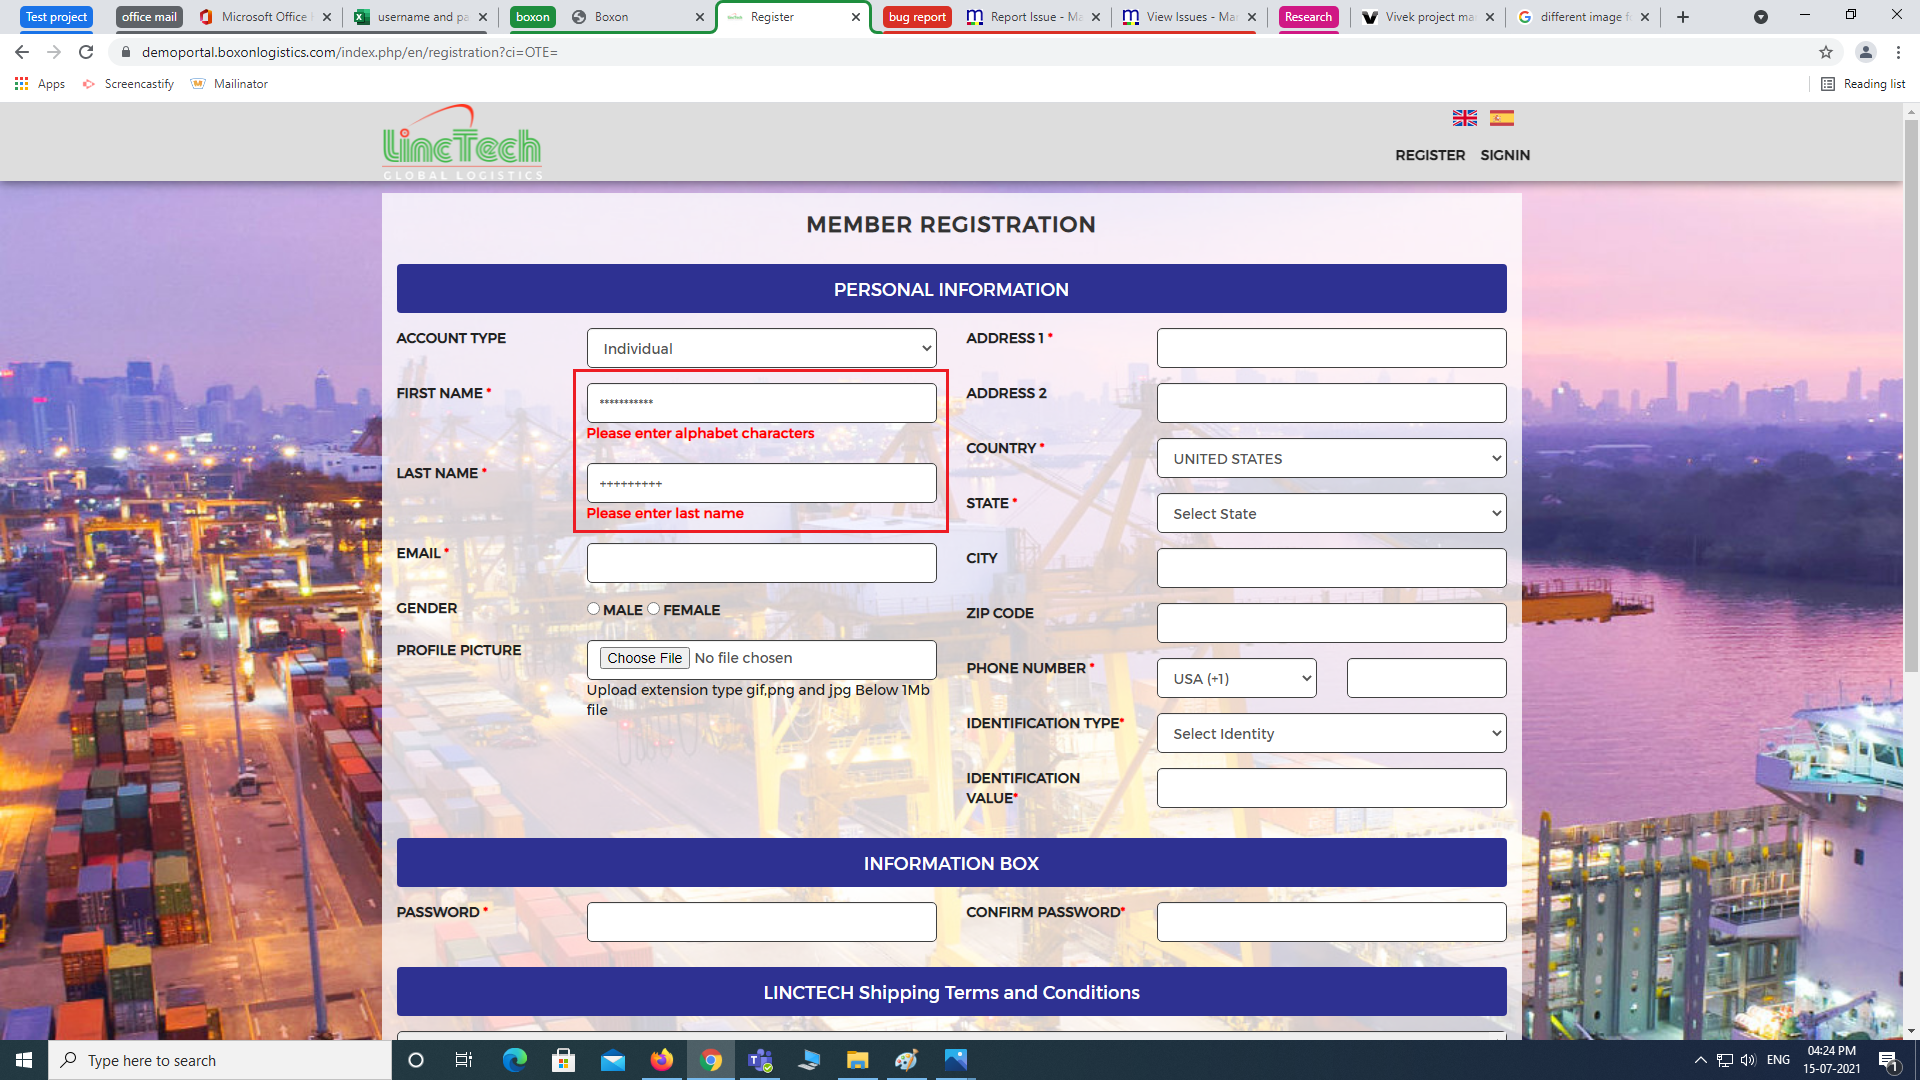 Test project
office mail
Microsoft Office
username and pa
boxon
Boxon
Register
bug report
Report Issue - Ma
View Issues - Man
Research
Vivek project ma
different image f
demoportal.boxonlogistics.com/index.php/en/registration?ci=OTE=
Apps
Screencastify
Mailinator
Reading list
LincTech
GLOBAL LOGISTICS
REGISTER
SIGNIN
MEMBER REGISTRATION
PERSONAL INFORMATION
ACCOUNT TYPE
Individual
FIRST NAME *
***********
Please enter alphabet characters
LAST NAME *
+++++++++
Please enter last name
EMAIL *
GENDER
MALE
FEMALE
PROFILE PICTURE
Choose File No file chosen
Upload extension type gif,png and jpg Below 1Mb
file
ADDRESS 1 *
ADDRESS 2
COUNTRY *
UNITED STATES
STATE *
Select State
CITY
ZIP CODE
PHONE NUMBER *
USA (+1)
IDENTIFICATION TYPE*
Select Identity
IDENTIFICATION
VALUE*
INFORMATION BOX
PASSWORD *
CONFIRM PASSWORD*
LINCTECH Shipping Terms and Conditions
Type here to search
ENG
04:24 PM
15-07-2021
1